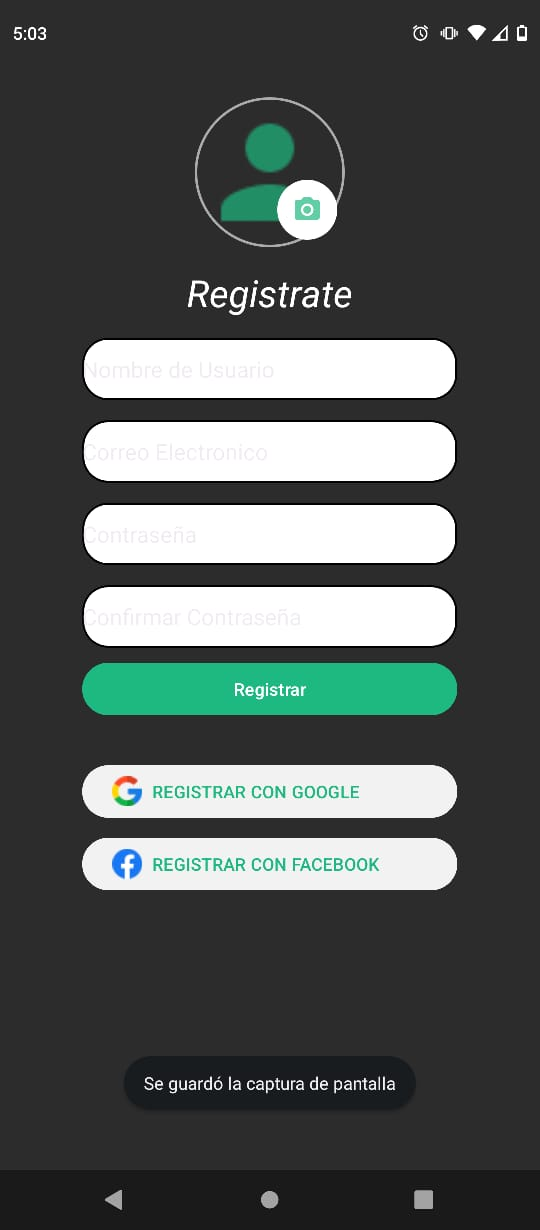 5:03
Registrate
Nombre de Usuario
Correo Electronico
Contraseña
Confirmar Contraseña
Registrar
REGISTRAR CON GOOGLE
REGISTRAR CON FACEBOOK
Se guardó la captura de pantalla